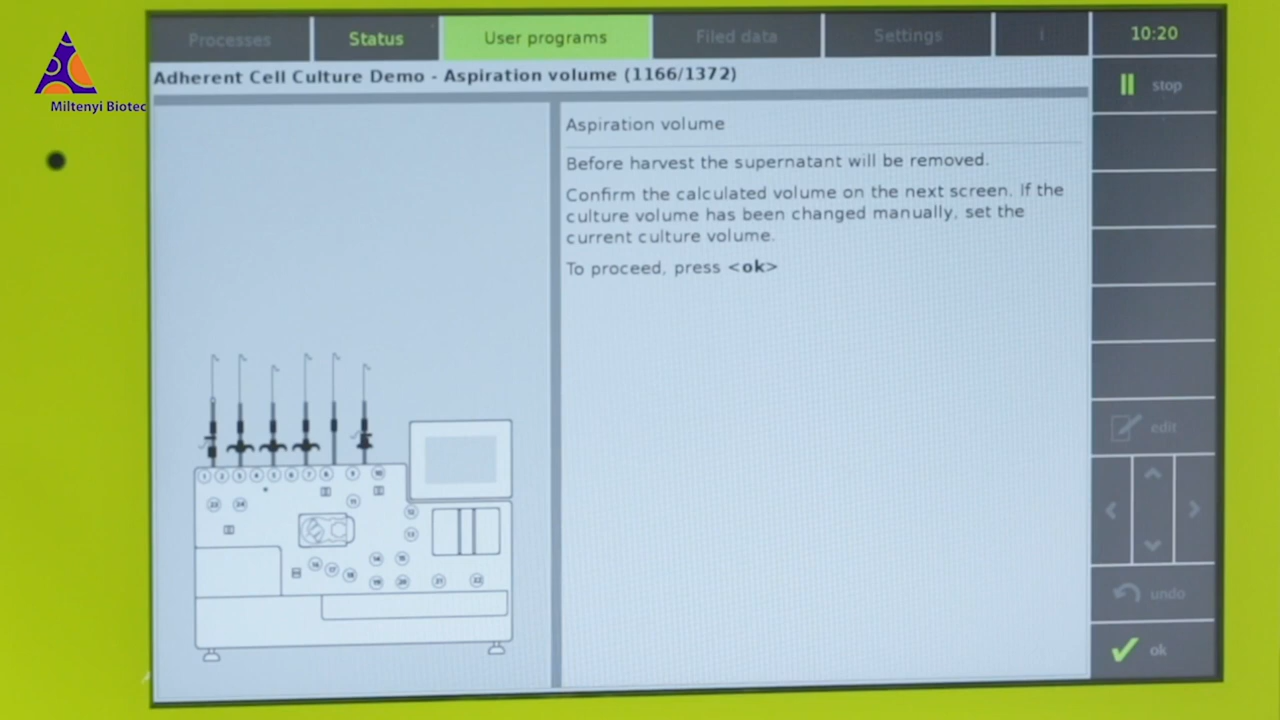 Miltenyi Biotec
Processes
Status
User programs
Filed data
Settings
i
10:20
Adherent Cell Culture Demo - Aspiration volume (1166/1372)
stop
Aspiration volume
Before harvest the supernatant will be removed.
Confirm the calculated volume on the next screen. If the
culture volume has been changed manually, set the
current culture volume.
To proceed, press <ok>
edit
undo
ok